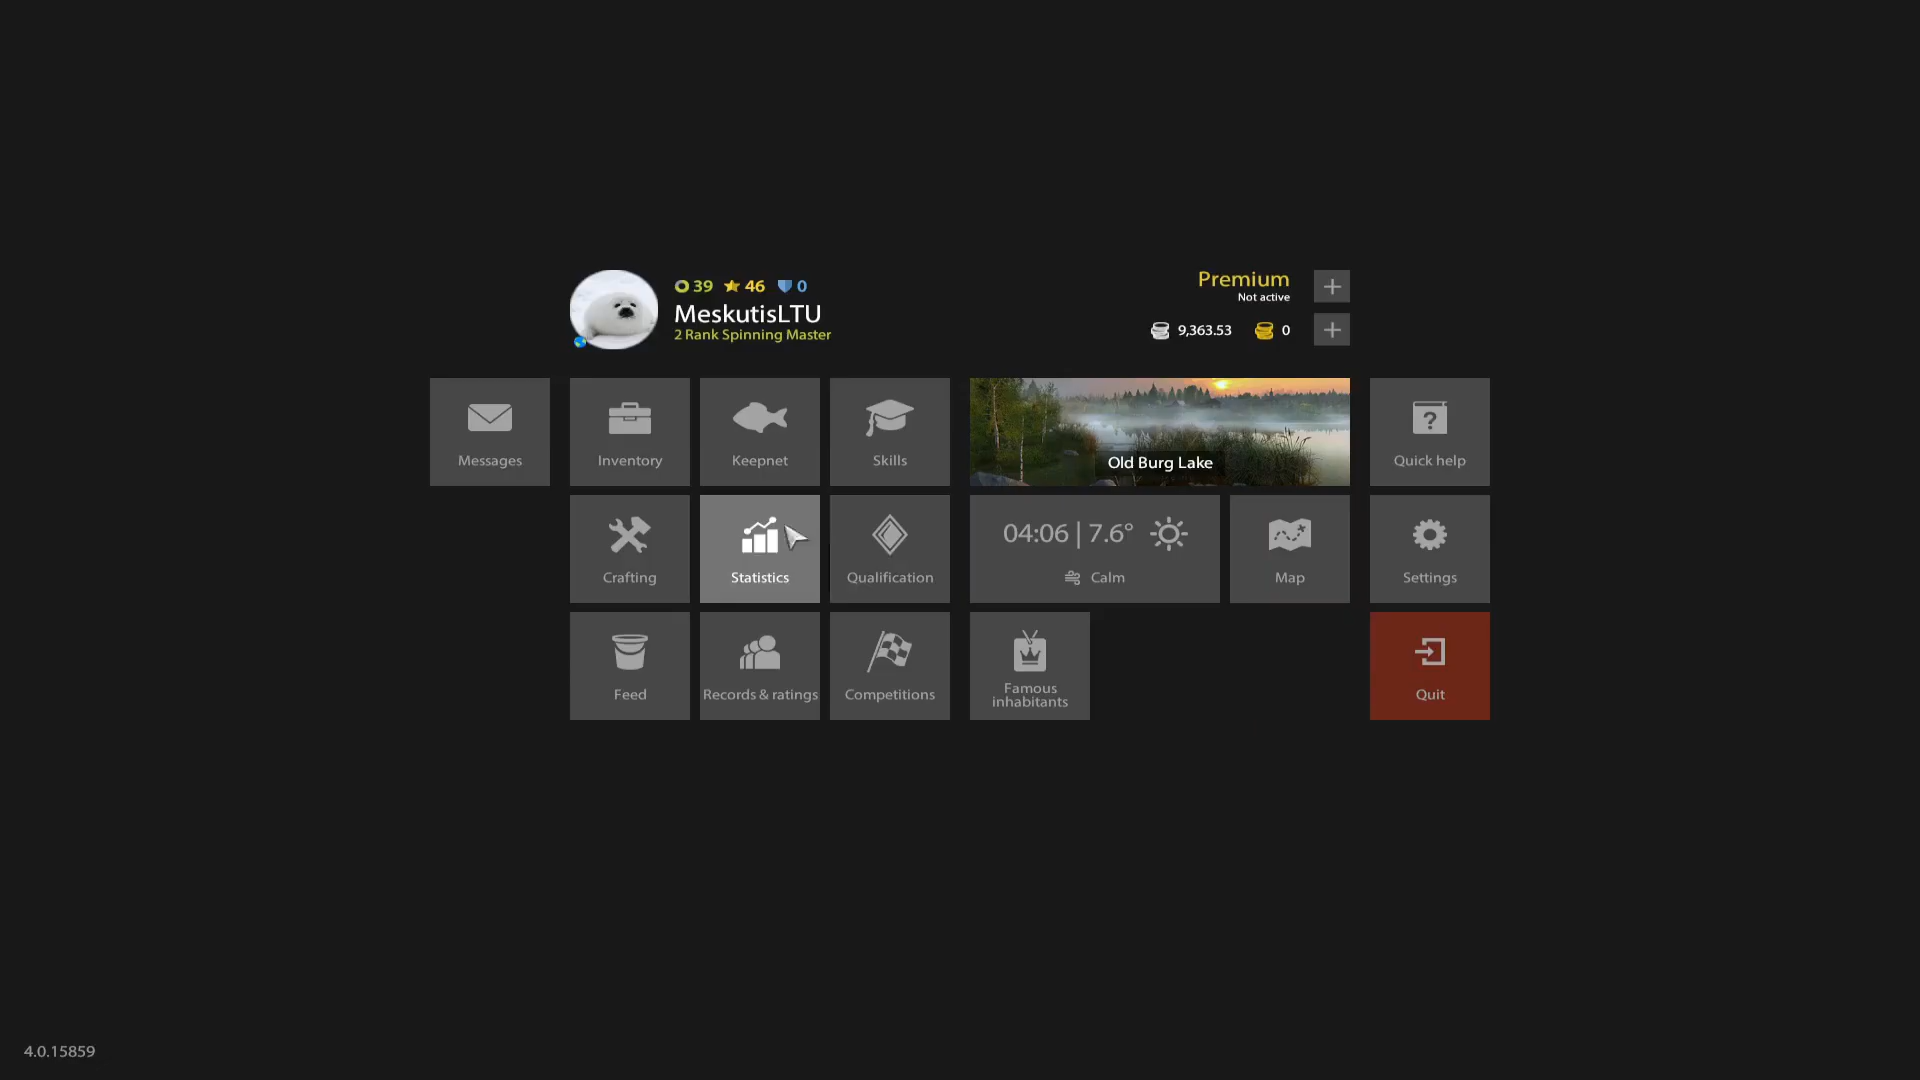 39 46 0
MeskutisLTU
2 Rank Spinning Master
Premium
Not active
9,363.53 0
Messages
Inventory
Keepnet
Skills
Old Burg Lake
Quick help
Crafting
Statistics
Qualification
04:06 | 7.6°
Calm
Map
Settings
Feed
Records & ratings
Competitions
Famous
inhabitants
Quit
4.0.15859